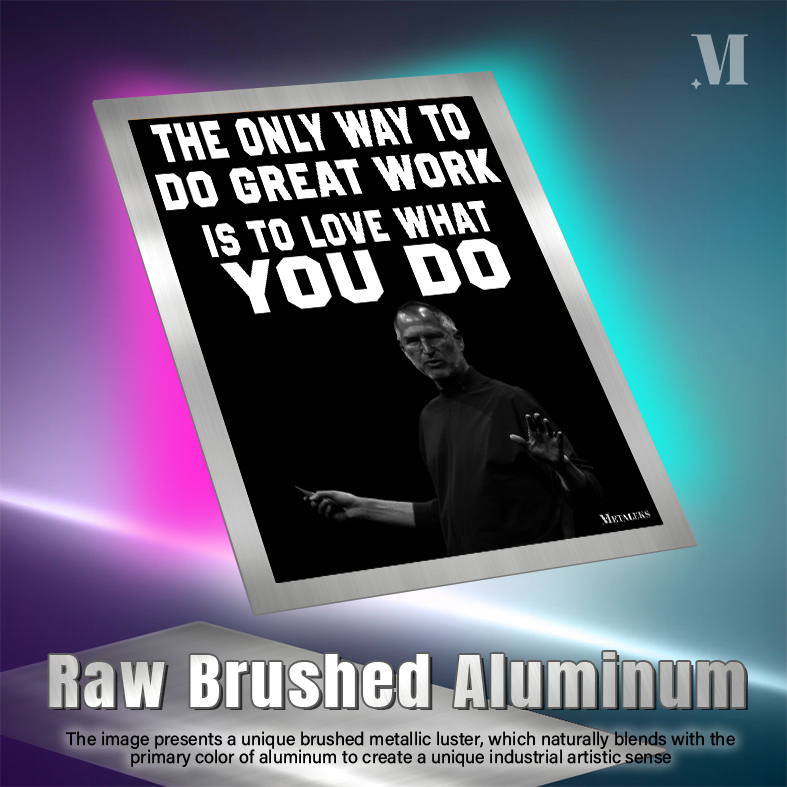 M
THE ONLY WAY TO
DO GREAT WORK
IS TO LOVE WHAT
YOU DO
METALEKS
Raw Brushed Aluminum
The image presents a unique brushed metallic luster, which naturally blends with the
primary color of aluminum to create a unique industrial artistic sense